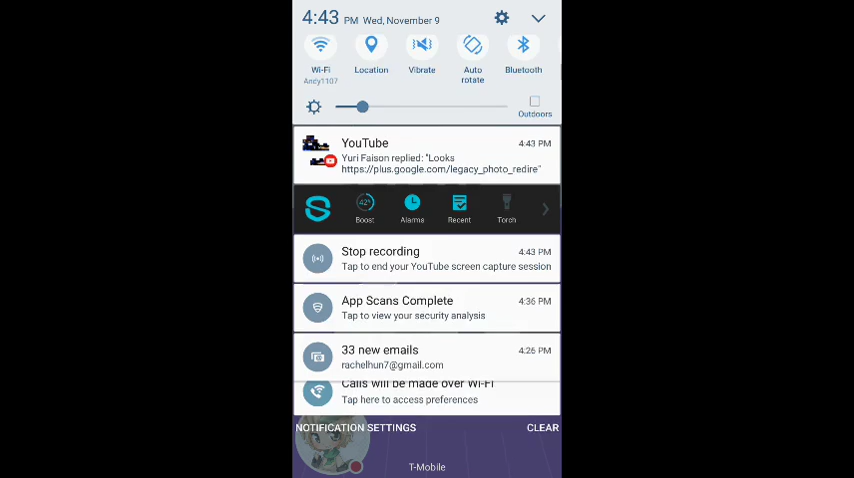 4:43 PM Wed, November 9
Wi-Fi
Andy1107
Location
Vibrate
Auto
rotate
Bluetooth
Outdoors
YouTube 4:43 PM
Yuri Faison replied: "Looks
https://plus.google.com/legacy_photo_redire"
42%
Boost
Alarms
Recent
Torch
Stop recording 4:43 PM
Tap to end your YouTube screen capture session
App Scans Complete 4:36 PM
Tap to view your security analysis
33 new emails 4:26 PM
rachelhun7@gmail.com
Calls will be made over Wi-Fi
Tap here to access preferences
NOTIFICATION SETTINGS CLEAR
T-Mobile